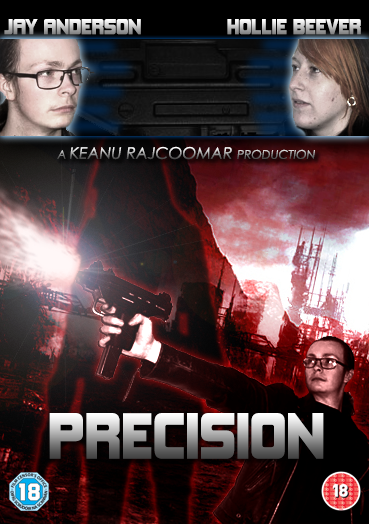 JAY ANDERSON HOLLIE BEEVER
A KEANU RAJCOOMAR PRODUCTION
PRECISION
18 18